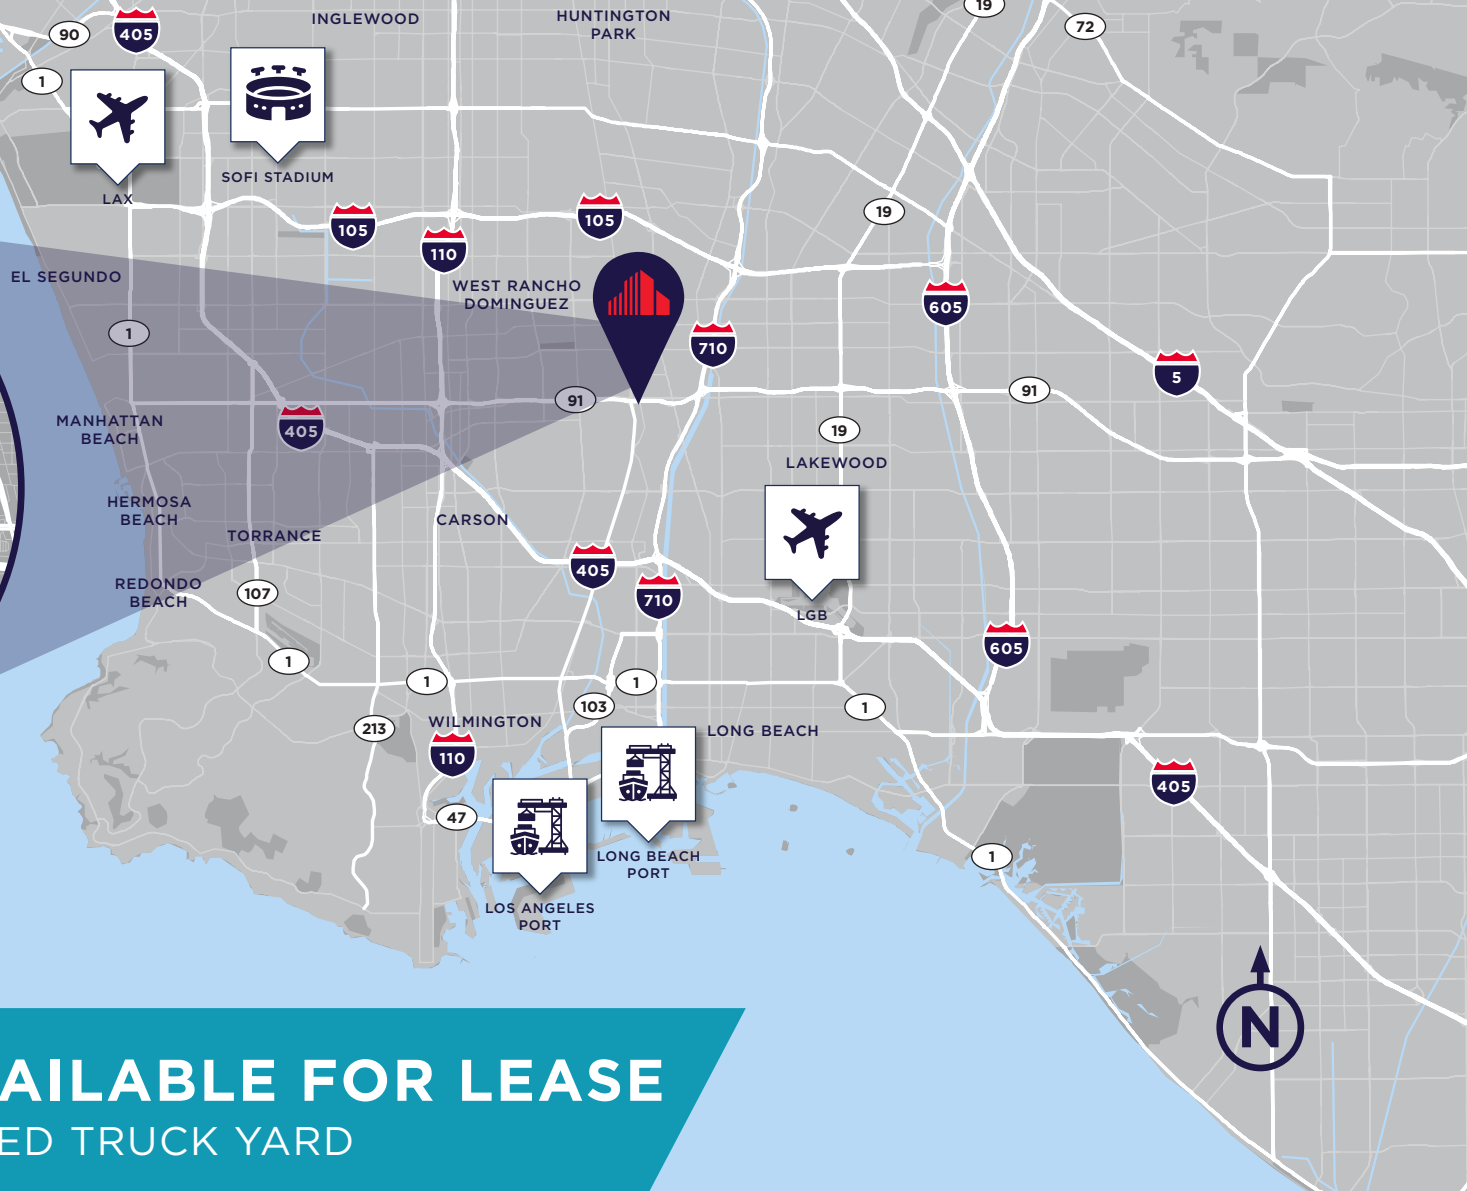 19
INGLEWOOD
HUNTINGTON
PARK
72
90
405
1
SOFI STADIUM
LAX
19
105
105
110
EL SEGUNDO
WEST RANCHO
DOMINGUEZ
605
1
710
5
91
91
MANHATTAN
BEACH
405
19
LAKEWOOD
HERMOSA
BEACH
CARSON
TORRANCE
405
REDONDO
BEACH
107
710
LGB
605
1
1
1
103
1
213
WILMINGTON
LONG BEACH
110
405
47
LONG BEACH
PORT
1
LOS ANGELES
PORT
N
AILABLE FOR LEASE
ED TRUCK YARD